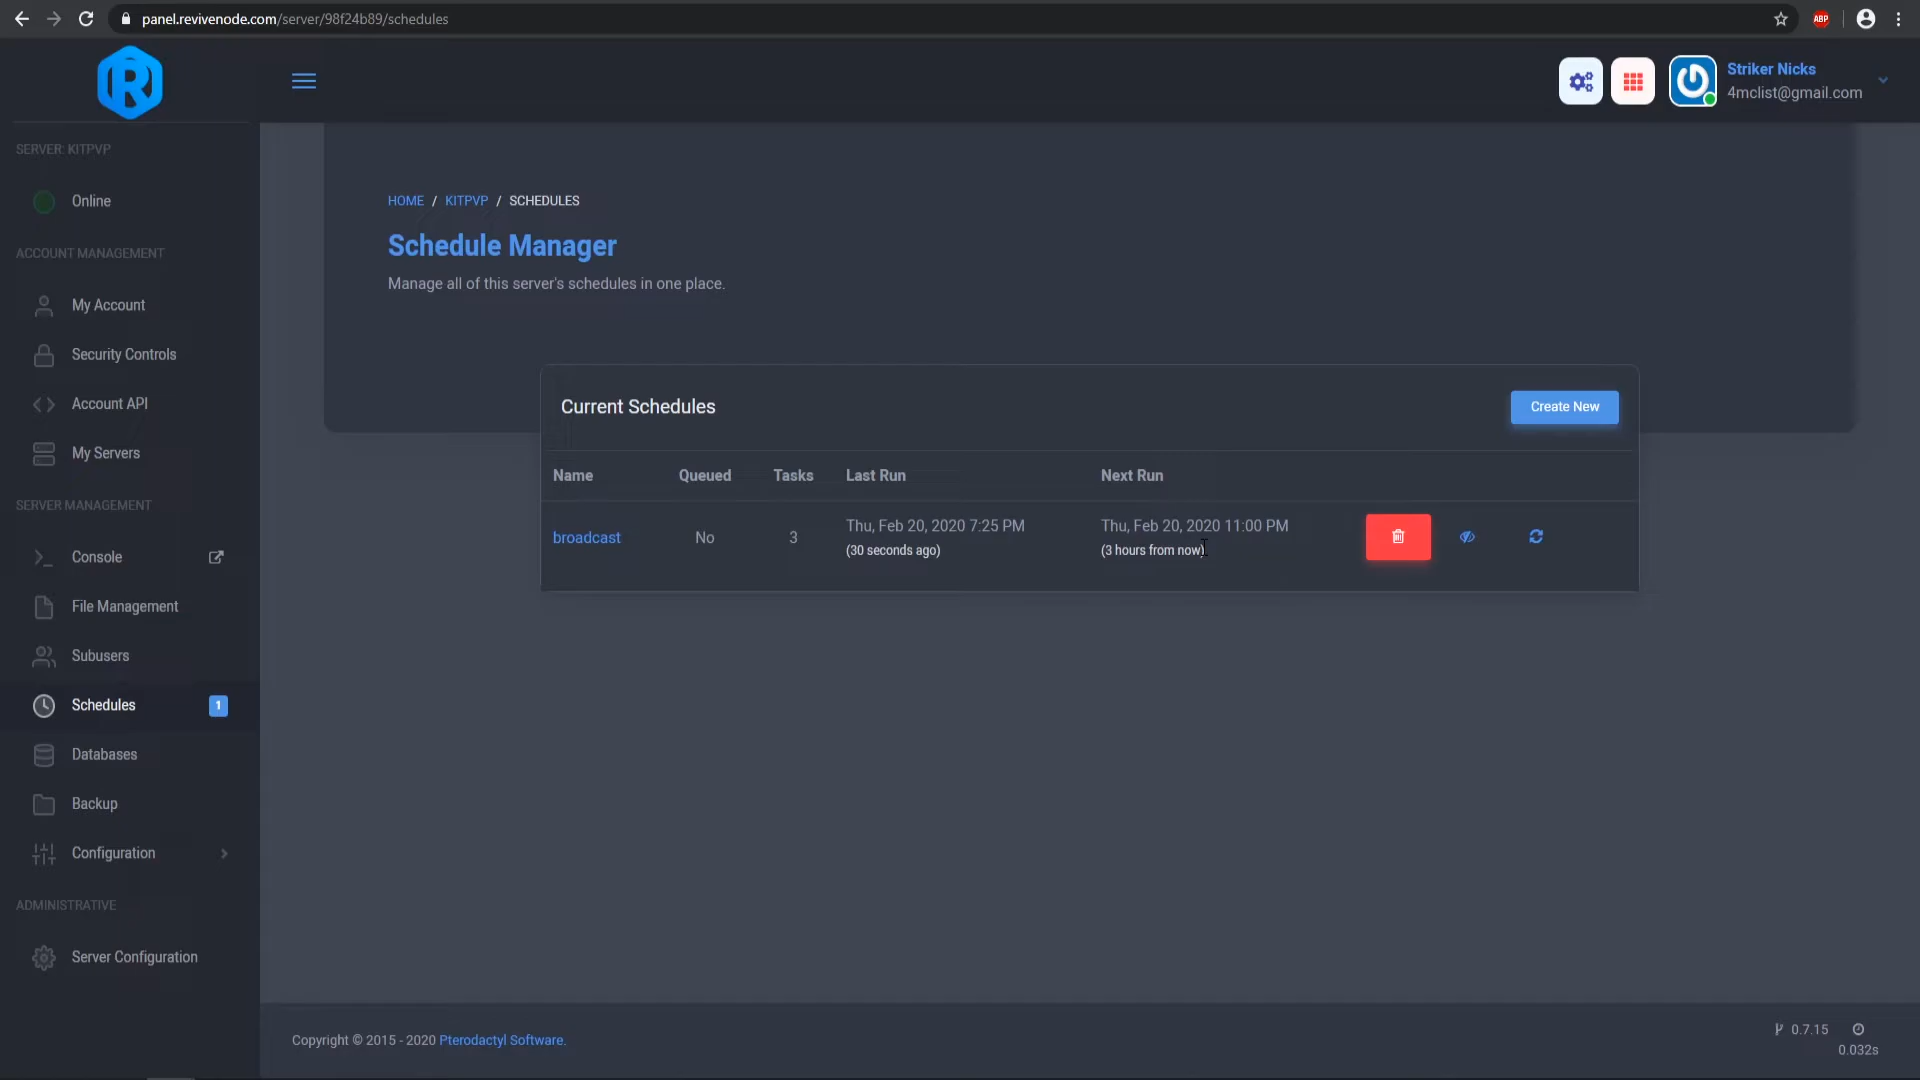 panel.revivenode.com/server/98f24b89/schedules
ABP
R
Striker Nicks
4mclist@gmail.com
SERVER: KITPVP
Online
ACCOUNT MANAGEMENT
My Account
Security Controls
Account API
My Servers
SERVER MANAGEMENT
Console
File Management
Subusers
Schedules 1
Databases
Backup
Configuration
ADMINISTRATIVE
Server Configuration
HOME / KITPVP / SCHEDULES
Schedule Manager
Manage all of this server's schedules in one place.
Current Schedules
Create New
Name Queued Tasks Last Run Next Run
broadcast No 3 Thu, Feb 20, 2020 7:25 PM Thu, Feb 20, 2020 11:00 PM
(30 seconds ago) (3 hours from now)
Copyright © 2015 - 2020 Pterodactyl Software.
0.7.15
0.032s